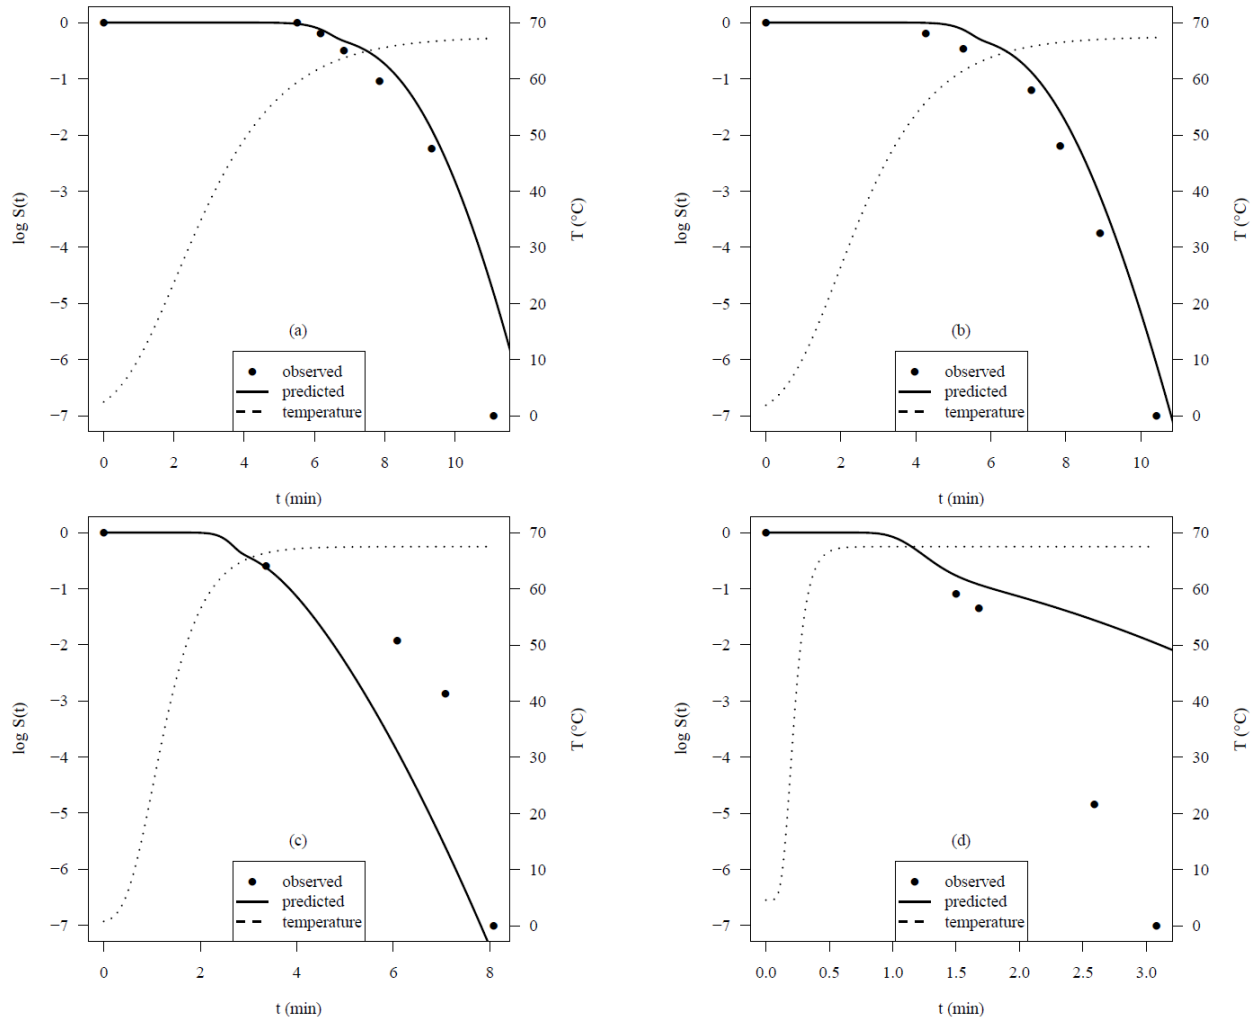 0
−1
−2
−3
−4
−5
−6
−7
log S(t)
70
60
50
40
30
20
10
0
T (°C)
(a)
observed
predicted
temperature
0 2 4 6 8 10
t (min)
0
−1
−2
−3
−4
−5
−6
−7
log S(t)
70
60
50
40
30
20
10
0
T (°C)
(b)
observed
predicted
temperature
0 2 4 6 8 10
t (min)
0
−1
−2
−3
−4
−5
−6
−7
log S(t)
70
60
50
40
30
20
10
0
T (°C)
(c)
observed
predicted
temperature
0 2 4 6 8
t (min)
0
−1
−2
−3
−4
−5
−6
−7
log S(t)
70
60
50
40
30
20
10
0
T (°C)
(d)
observed
predicted
temperature
0.0 0.5 1.0 1.5 2.0 2.5 3.0
t (min)